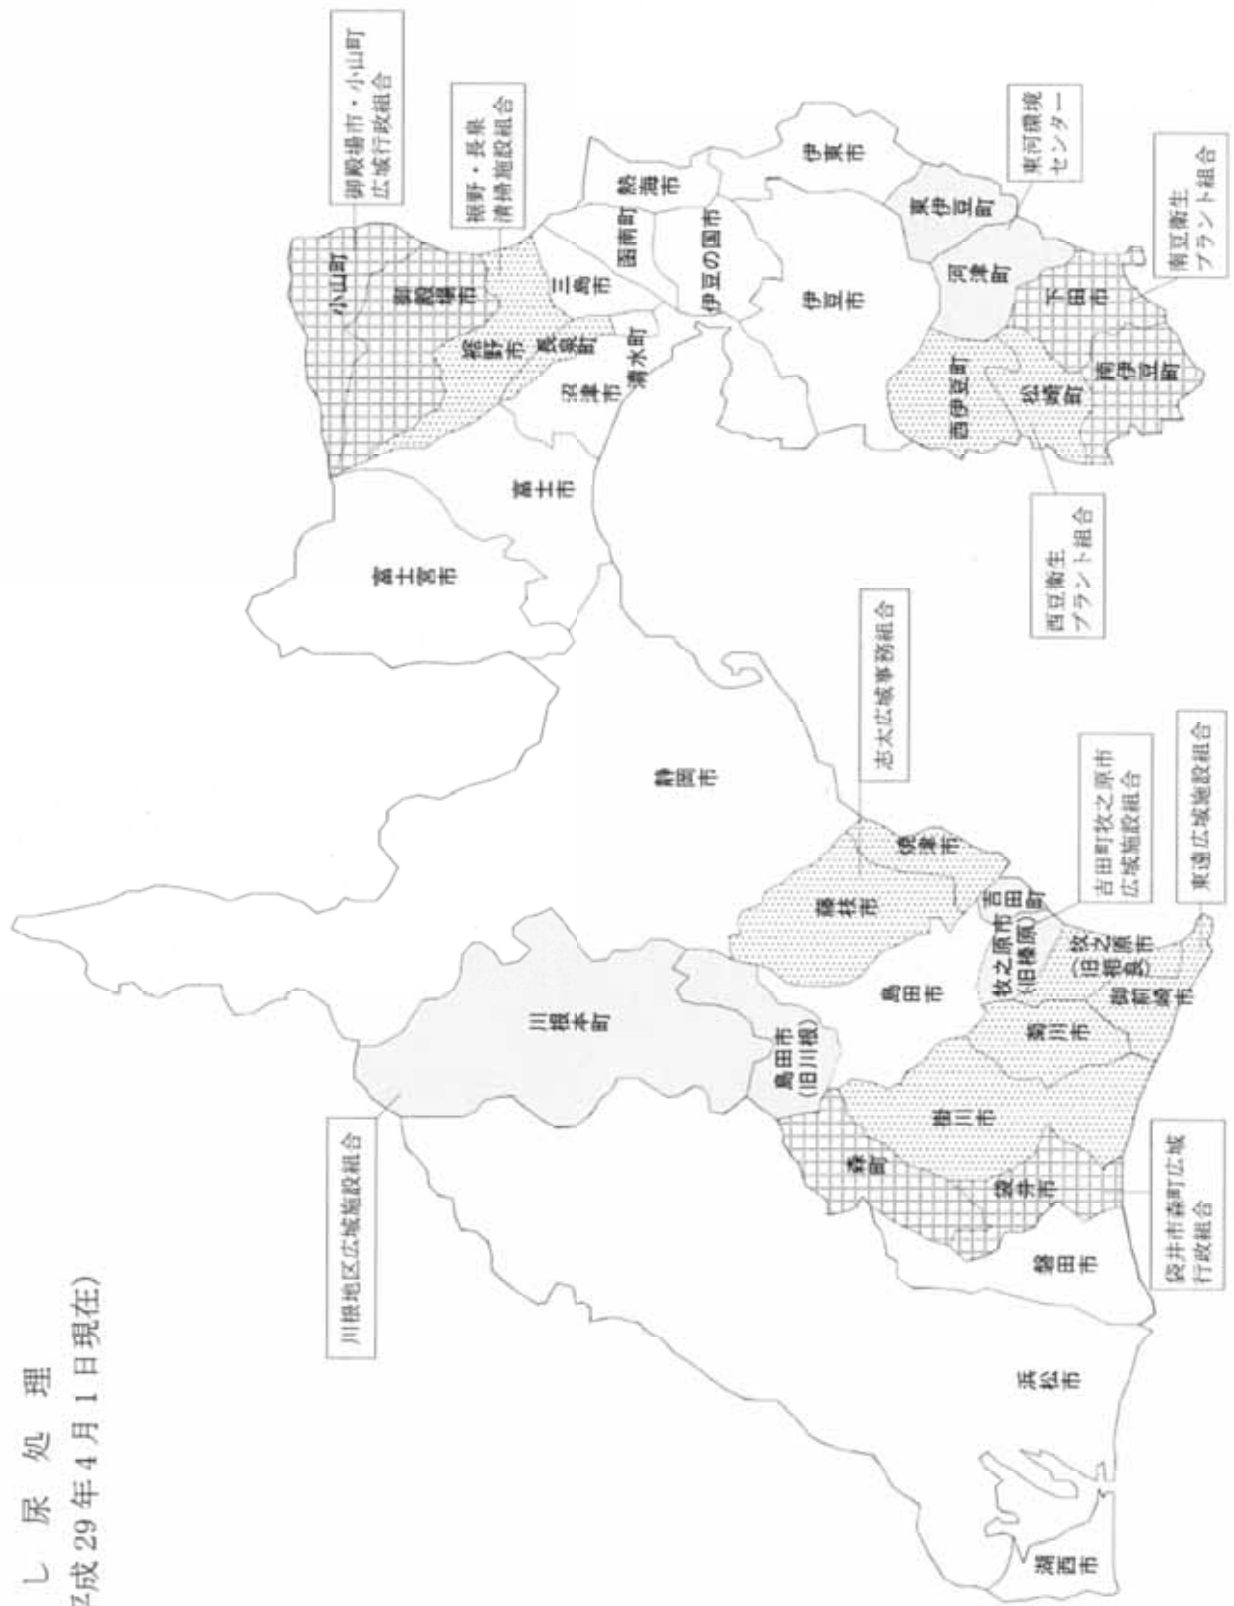 し尿処理
成29年4月1日現在)
御殿場市・小山町
広域行政組合
裾野・長泉
清掃施設組合
小山町
御殿場市
裾野市
長泉町
三島市
清水町
沼津市
函南町
熱海市
伊豆の国市
伊東市
伊豆市
東伊豆町
河津町
東河環境
センター
下田市
南伊豆町
南豆衛生
プラント組合
西伊豆町
松崎町
西豆衛生
プラント組合
富士市
富士宮市
静岡市
志太広域事務組合
藤枝市
焼津市
吉田町
吉田町牧之原市
広域施設組合
牧之原市
(旧榛原)
牧之原市
(旧相良)
東遠広域施設組合
御前崎市
菊川市
掛川市
島田市
島田市
(旧川根)
川根本町
川根地区広域施設組合
森町
袋井市
袋井市森町広域
行政組合
磐田市
浜松市
湖西市